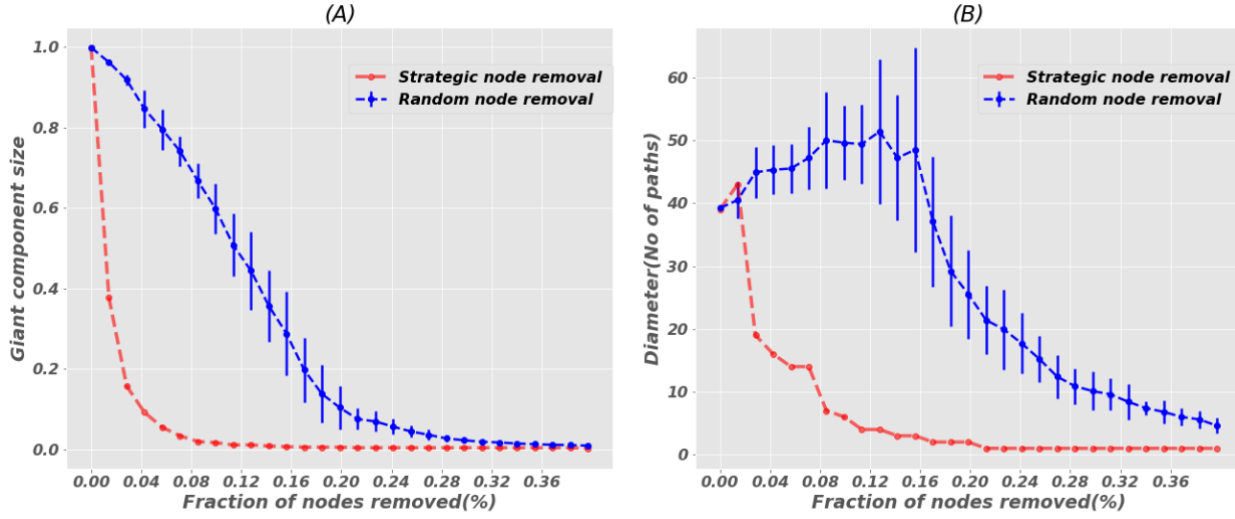 (A)
Giant component size
1.0
0.8
0.6
0.4
0.2
0.0
Strategic node removal
Random node removal
0.00 0.04 0.08 0.12 0.16 0.20 0.24 0.28 0.32 0.36
Fraction of nodes removed(%)
(B)
Diameter(No of paths)
60
50
40
30
20
10
0
Strategic node removal
Random node removal
0.00 0.04 0.08 0.12 0.16 0.20 0.24 0.28 0.32 0.36
Fraction of nodes removed(%)